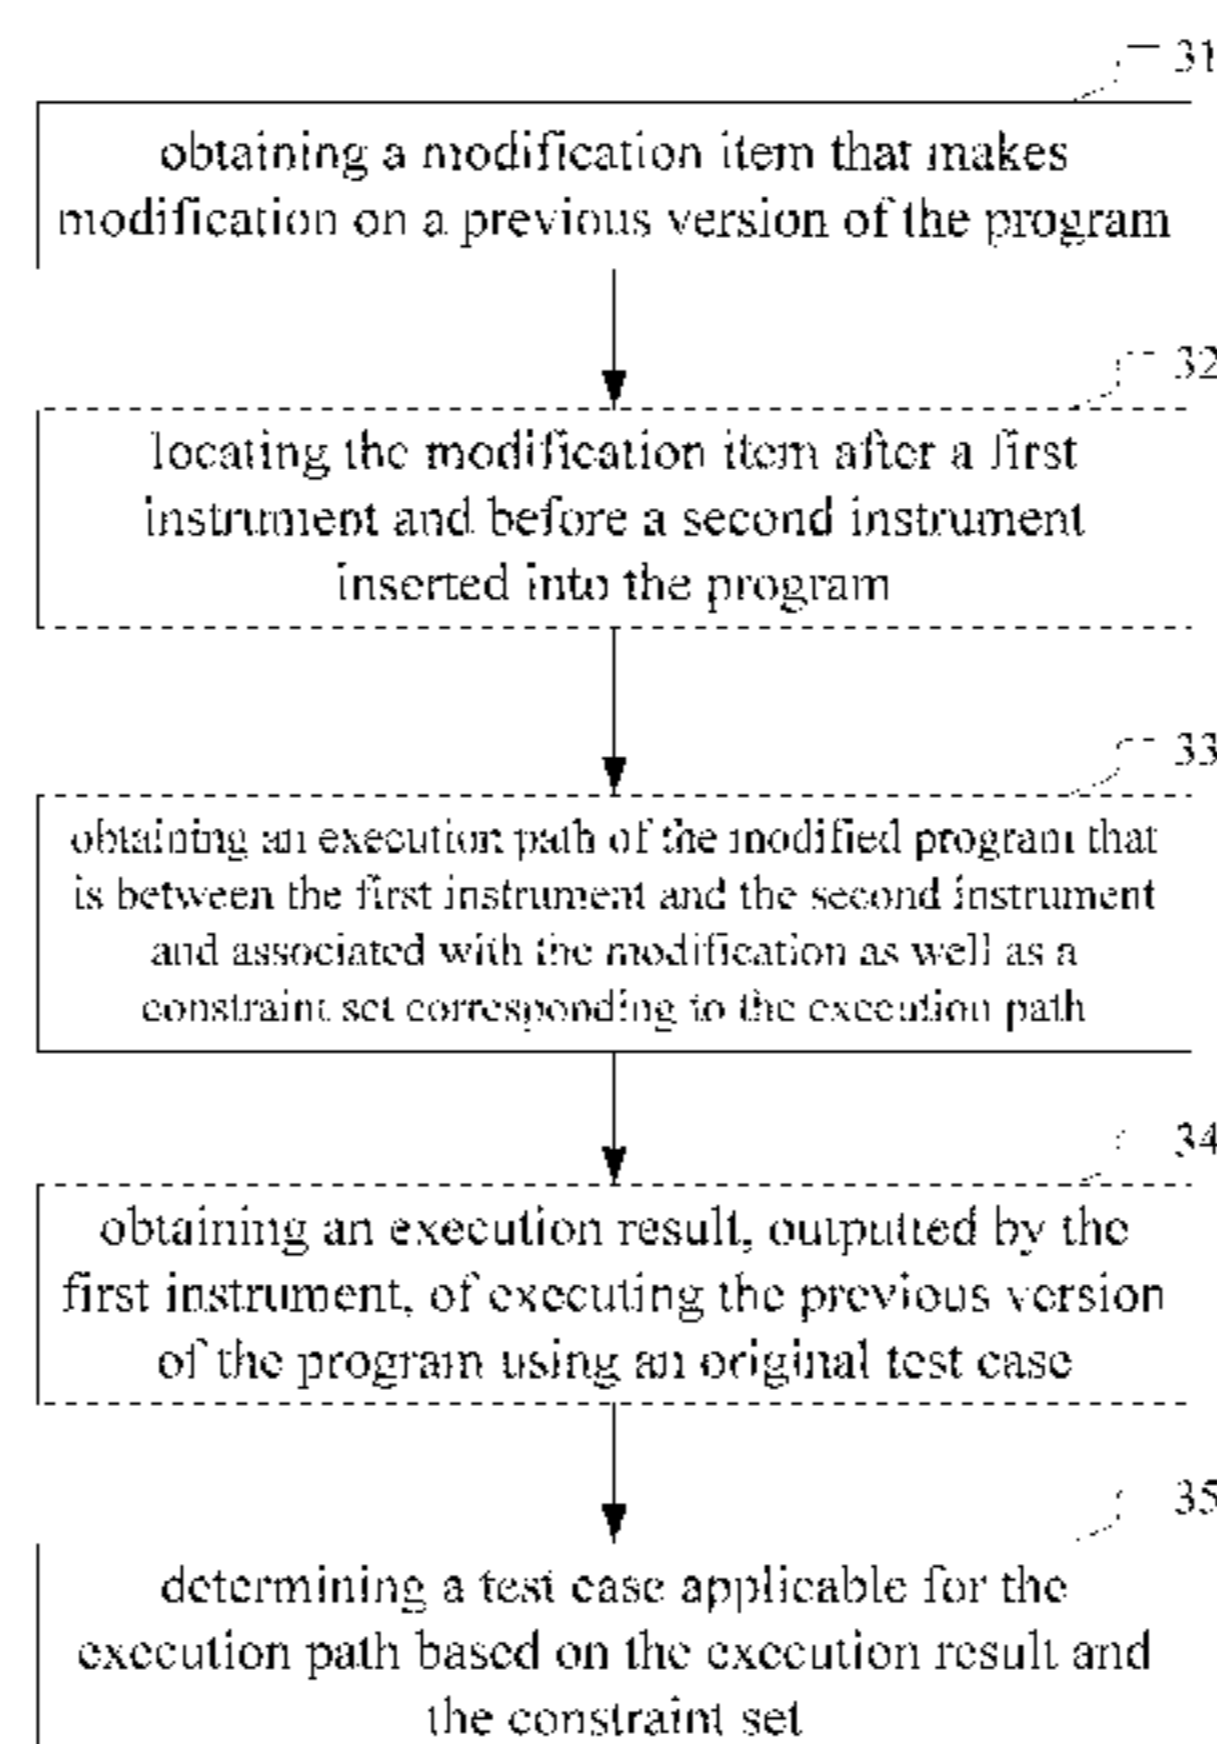 31
obtaining a modification item that makes
modification on a previous version of the program
32
locating the modification item after a first
instrument and before a second instrument
inserted into the program
33
obtaining an execution path of the modified program that
is between the first instrument and the second instrument
and associated with the modification as well as a
constraint set corresponding to the execution path
34
obtaining an execution result, outputted by the
first instrument, of executing the previous version
of the program using an original test case
35
determining a test case applicable for the
execution path based on the execution result and
the constraint set